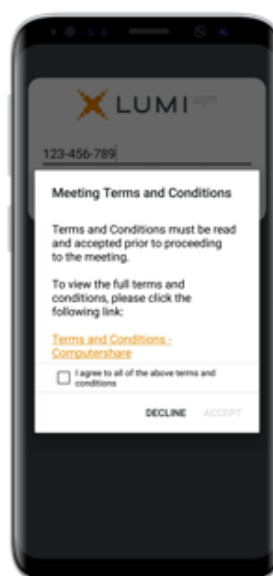 LUMI agm
123-456-789
Meeting Terms and Conditions
Terms and Conditions must be read
and accepted prior to proceeding
to the meeting.
To view the full terms and
conditions, please click the
following link:
Terms and Conditions -
Computershare
I agree to all of the above terms and
conditions
DECLINE ACCEPT